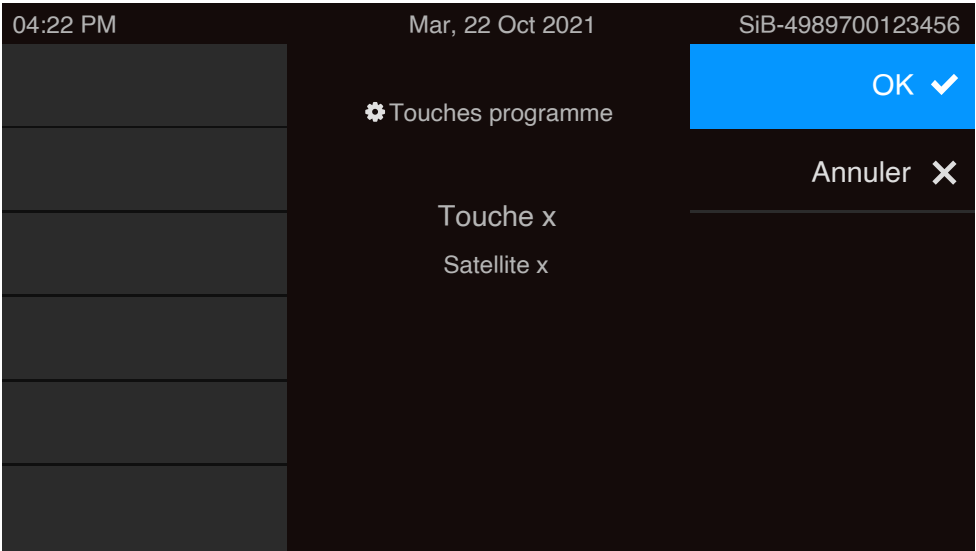 04:22 PM Mar, 22 Oct 2021 SiB-4989700123456
OK
Touches programme
Annuler
Touche x
Satellite x